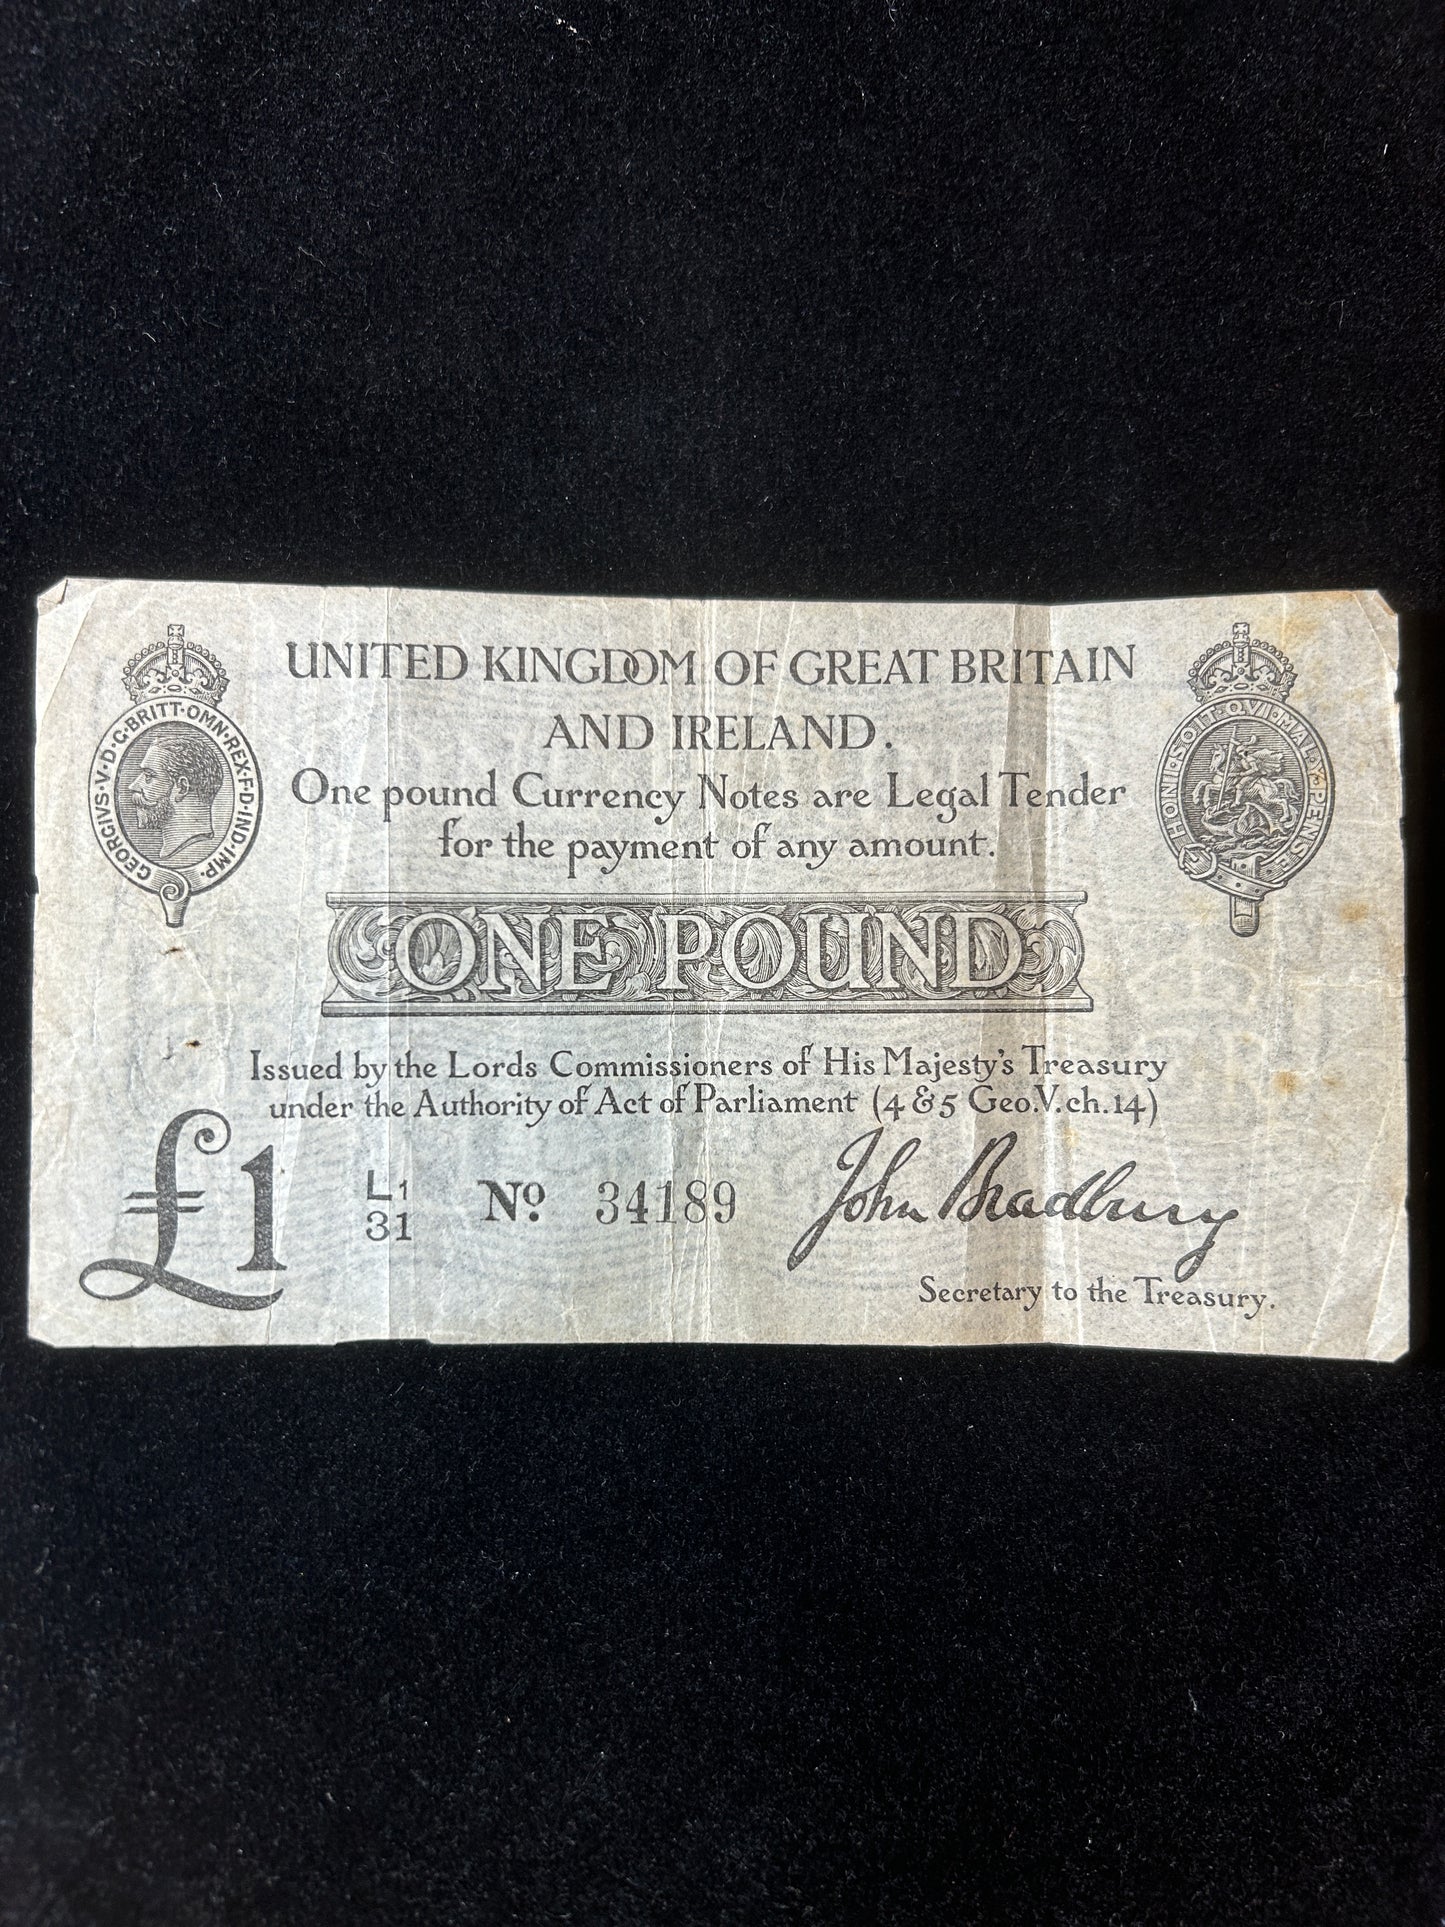 UNITED KINGDOM OF GREAT BRITAIN
AND IRELAND.
GEORGIVS·V·D·G·BRITT·OMN·REX·F·D·IND·IMP.
HONI·SOIT·QVI·MAL·Y·PENSE
One pound Currency Notes are Legal Tender
for the payment of any amount.
ONE POUND
Issued by the Lords Commissioners of His Majesty's Treasury
under the Authority of Act of Parliament (4 & 5 Geo.V. ch.14)
£1
L1
31
No. 34189
John Bradbury
Secretary to the Treasury.